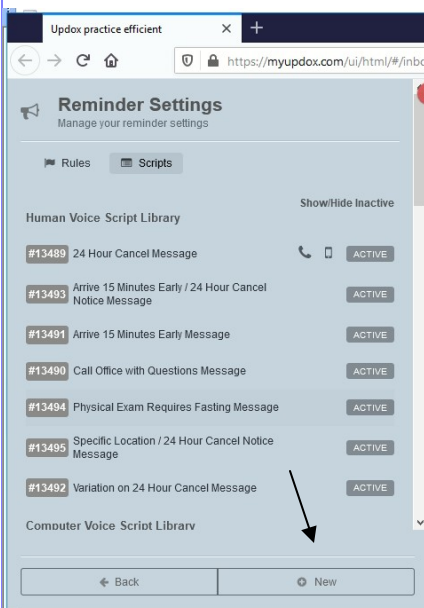 Updox practice efficient
https://myupdox.com/ui/html/#/inbo
Reminder Settings
Manage your reminder settings
Rules Scripts
Show/Hide Inactive
Human Voice Script Library
#13489 24 Hour Cancel Message ACTIVE
#13493 Arrive 15 Minutes Early / 24 Hour Cancel
Notice Message ACTIVE
#13491 Arrive 15 Minutes Early Message ACTIVE
#13490 Call Office with Questions Message ACTIVE
#13494 Physical Exam Requires Fasting Message ACTIVE
#13495 Specific Location / 24 Hour Cancel Notice
Message ACTIVE
#13492 Variation on 24 Hour Cancel Message ACTIVE
Computer Voice Script Library
Back New